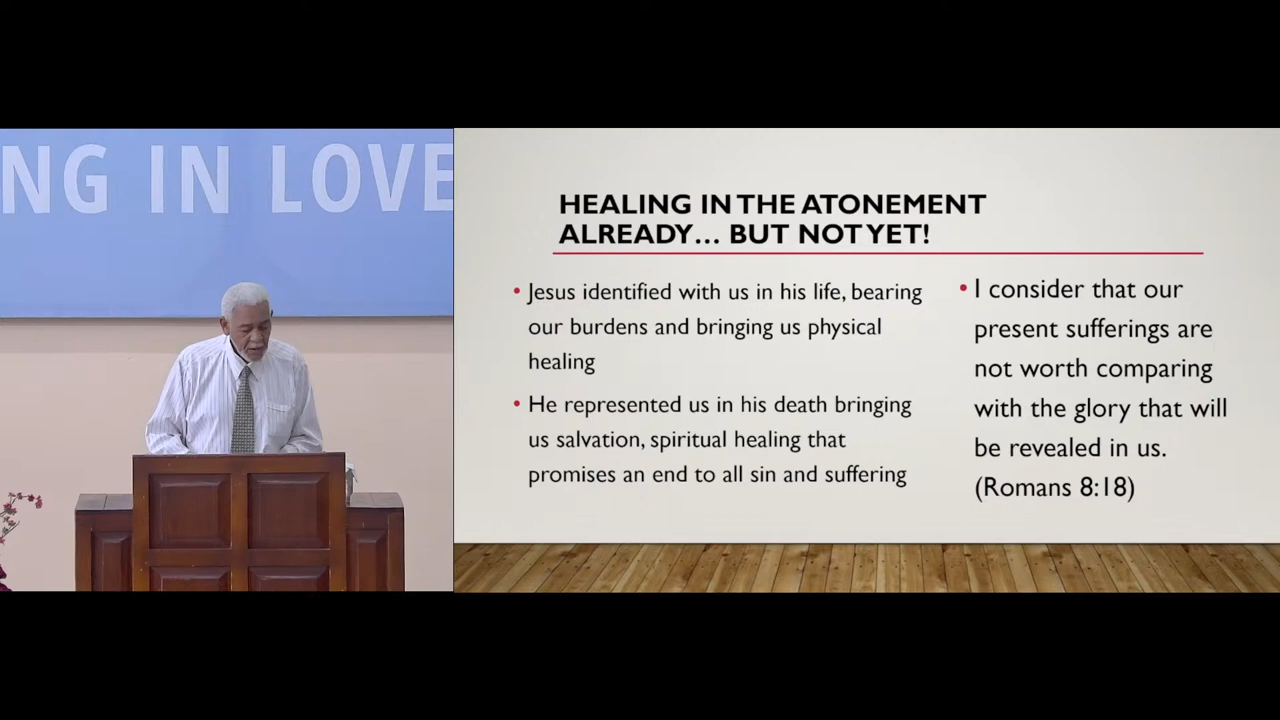 NG IN LOVE
HEALING IN THE ATONEMENT
ALREADY... BUT NOT YET!
• Jesus identified with us in his life, bearing
our burdens and bringing us physical
healing
• He represented us in his death bringing
us salvation, spiritual healing that
promises an end to all sin and suffering
• I consider that our
present sufferings are
not worth comparing
with the glory that will
be revealed in us.
(Romans 8:18)